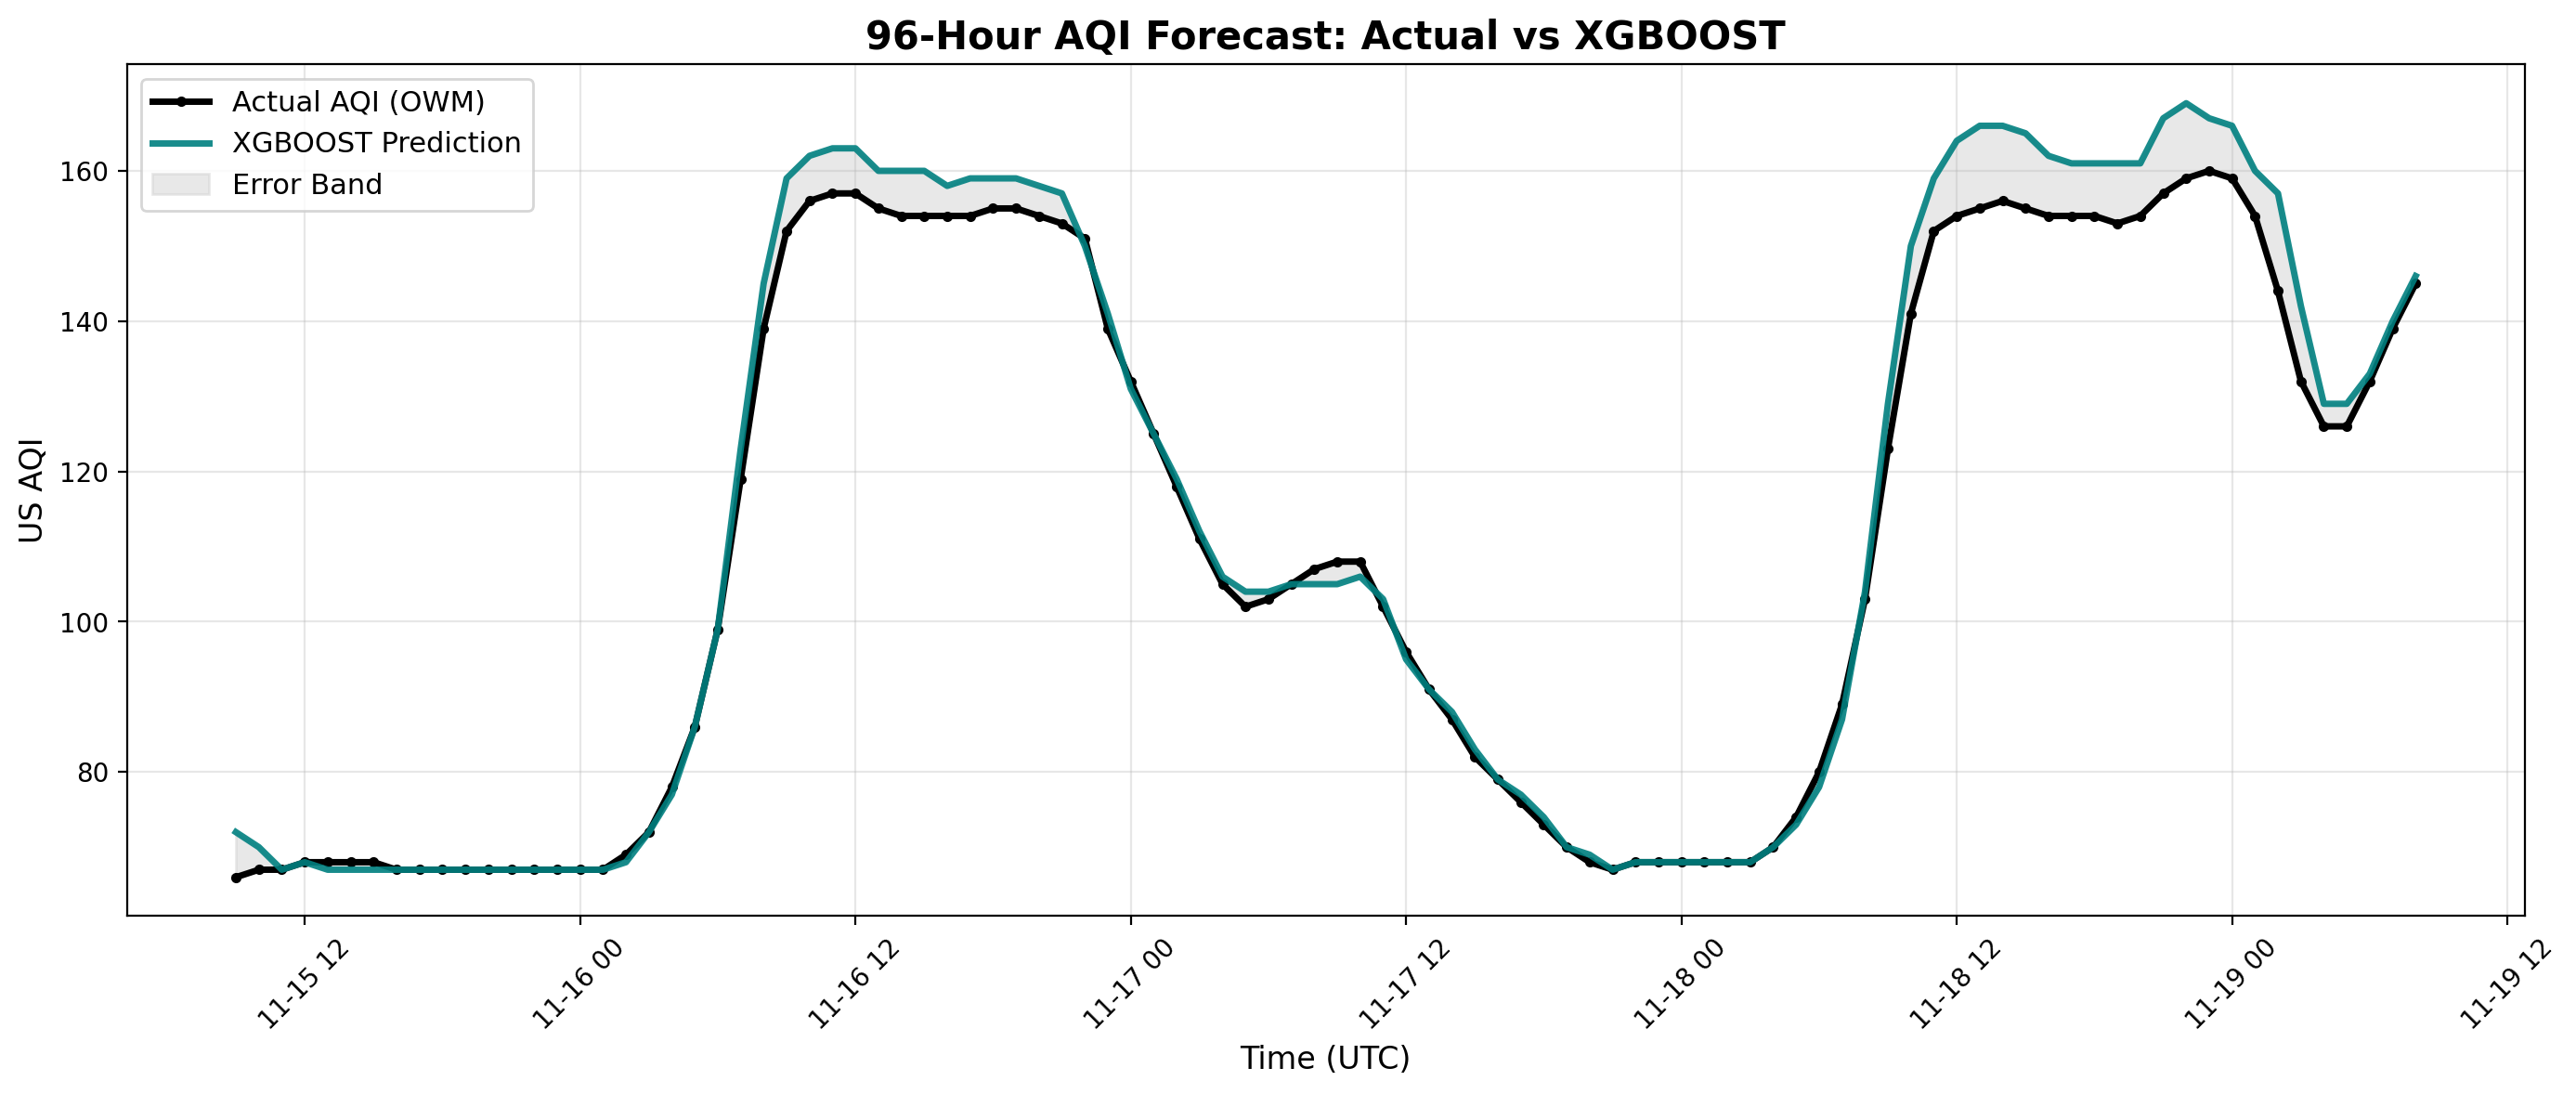 96-Hour AQI Forecast: Actual vs XGBOOST
Actual AQI (OWM)
XGBOOST Prediction
Error Band
US AQI
160
140
120
100
80
11-15 12
11-16 00
11-16 12
11-17 00
11-17 12
11-18 00
11-18 12
11-19 00
11-19 12
Time (UTC)